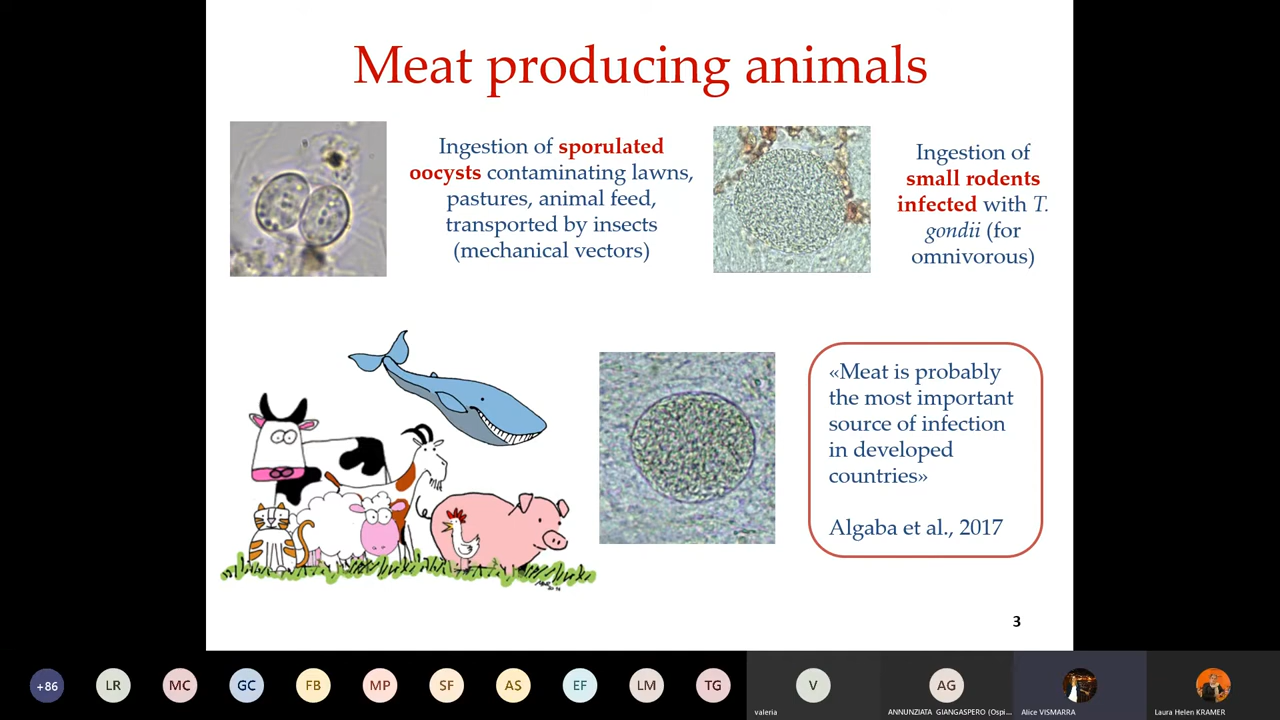 Meat producing animals
Ingestion of sporulated
oocysts contaminating lawns,
pastures, animal feed,
transported by insects
(mechanical vectors)
Ingestion of
small rodents
infected with T.
gondii (for
omnivorous)
«Meat is probably
the most important
source of infection
in developed
countries»
Algaba et al., 2017
3
+86
LR
MC
GC
FB
MP
SF
AS
EF
LM
TG
V
AG
valeria
ANNUNZIATA GIANGASPERO (Ospi...
Alice VISMARRA
Laura Helen KRAMER